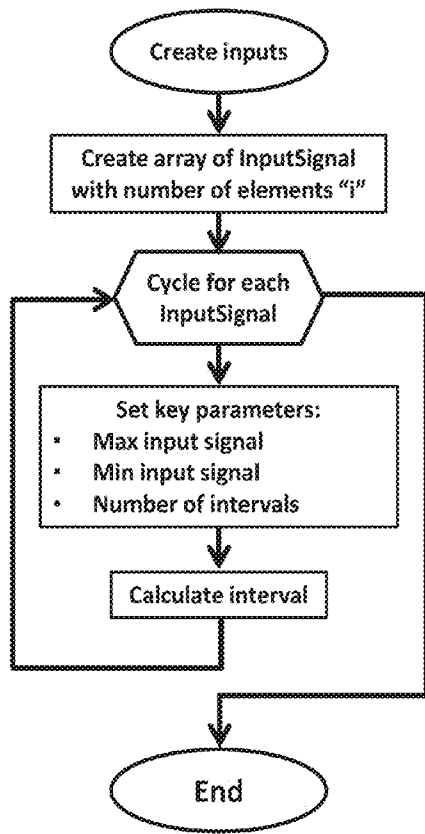 Create inputs
Create array of InputSignal
with number of elements "i"
Cycle for each
InputSignal
Set key parameters:
• Max input signal
• Min input signal
• Number of intervals
Calculate interval
End